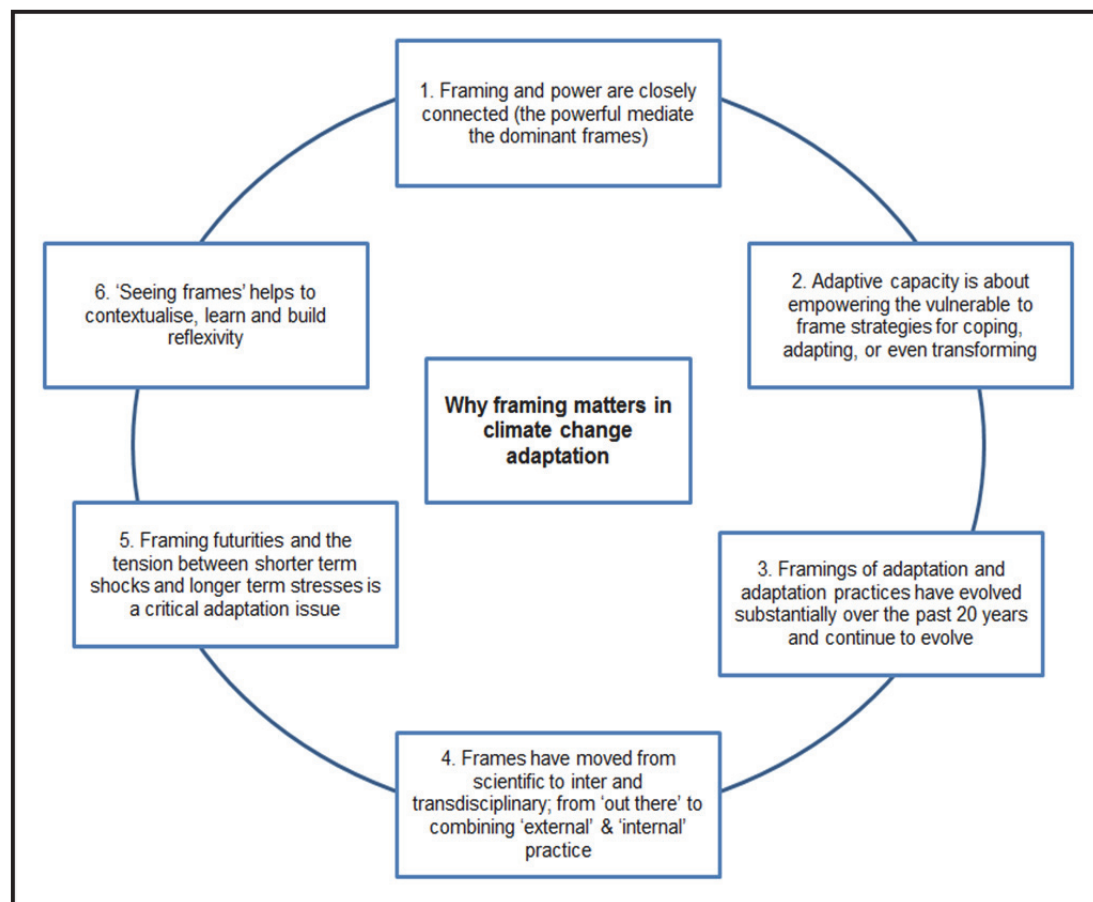 1. Framing and power are closely
connected (the powerful mediate
the dominant frames)
2. Adaptive capacity is about
empowering the vulnerable to
frame strategies for coping,
adapting, or even transforming
3. Framings of adaptation and
adaptation practices have evolved
substantially over the past 20 years
and continue to evolve
4. Frames have moved from
scientific to inter and
transdisciplinary; from ‘out there’ to
combining ‘external’ & ‘internal’
practice
5. Framing futurities and the
tension between shorter term
shocks and longer term stresses is
a critical adaptation issue
6. ‘Seeing frames’ helps to
contextualise, learn and build
reflexivity
Why framing matters in
climate change
adaptation